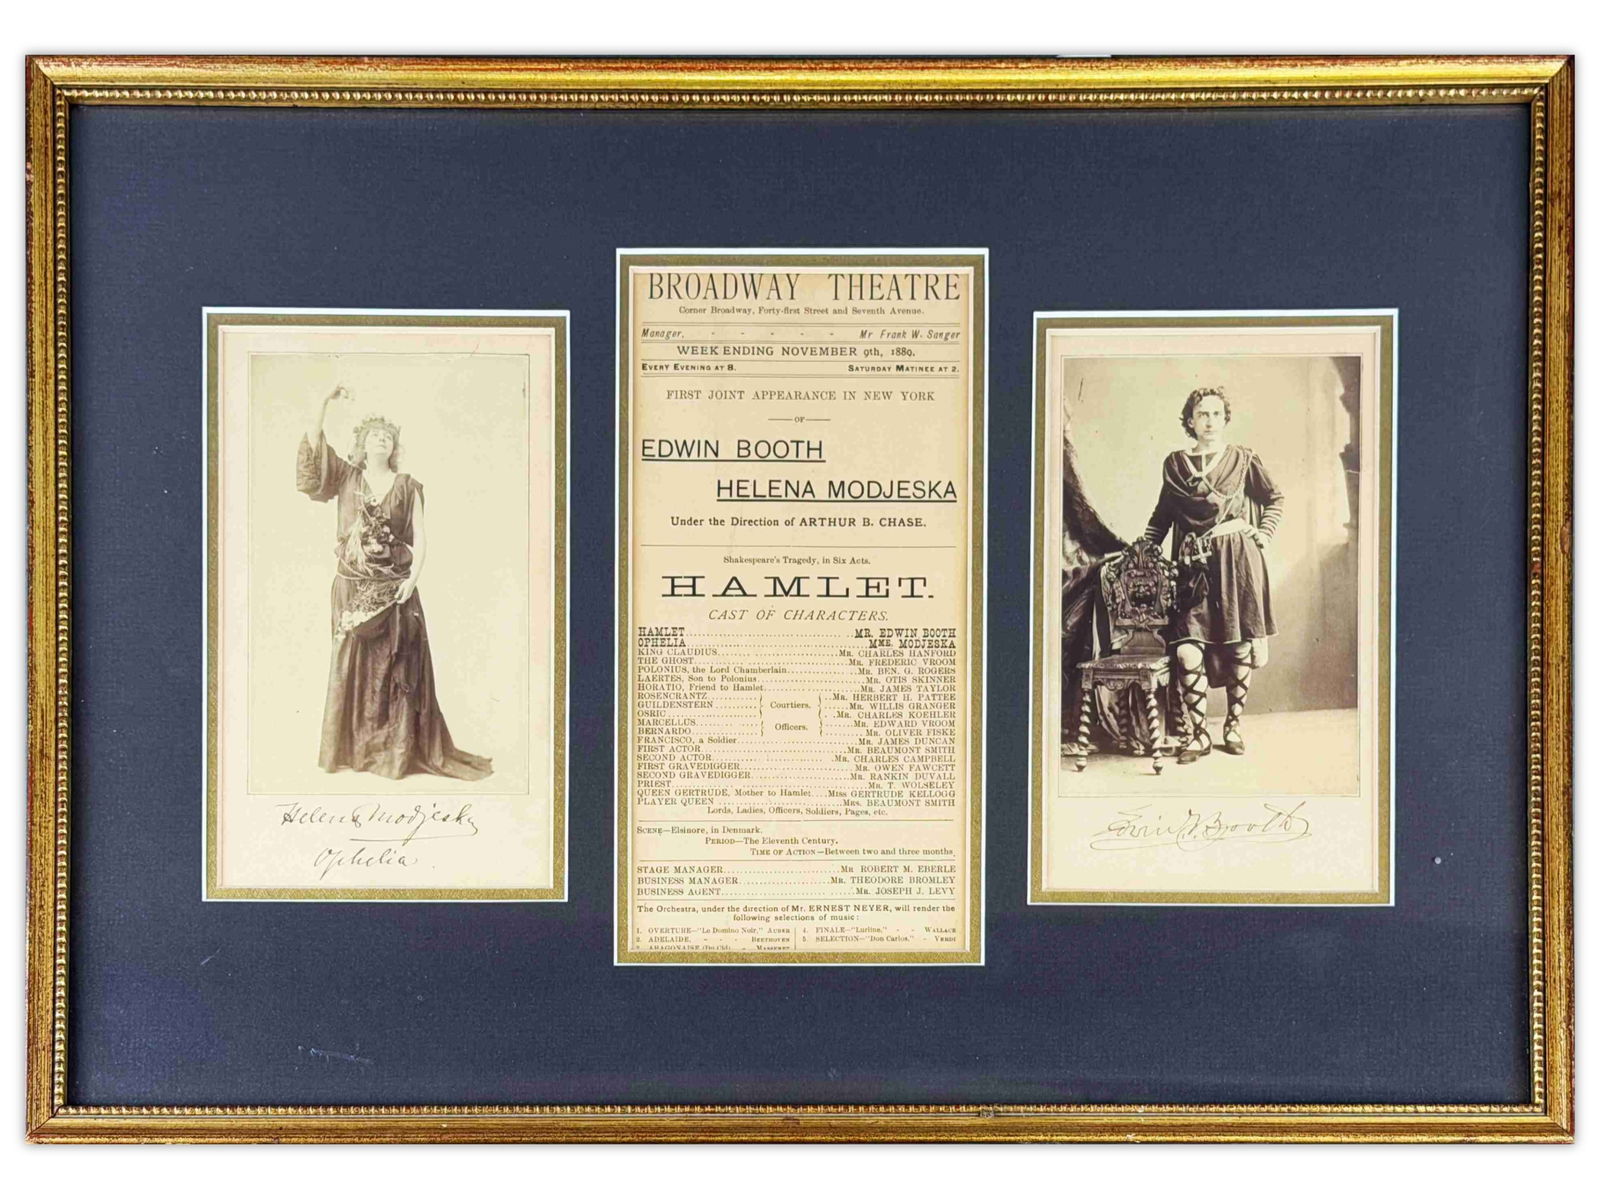 BROADWAY THEATRE
Corner Broadway, Forty-first Street and Seventh Avenue.
Manager, - - - - - Mr Frank W. Sanger
WEEK ENDING NOVEMBER 9th, 1889.
EVERY EVENING AT 8. SATURDAY MATINEE AT 2.
FIRST JOINT APPEARANCE IN NEW YORK
—OF—
EDWIN BOOTH
HELENA MODJESKA
Under the Direction of ARTHUR B. CHASE.
Shakespeare's Tragedy, in Six Acts.
HAMLET.
CAST OF CHARACTERS.
HAMLET MR. EDWIN BOOTH
OPHELIA MME. MODJESKA
KING CLAUDIUS MR. CHARLES HANFORD
THE GHOST MR. FREDERIC VROOM
POLONIUS, the Lord Chamberlain MR. BEN. G. ROGERS
LAERTES, Son to Polonius MR. OTIS SKINNER
HORATIO, Friend to Hamlet MR. JAMES TAYLOR
ROSENCRANTZ MR. HERBERT H. PATTEE
GUILDENSTERN Courtiers. MR. WILLIS GRANGER
OSRIC MR. CHARLES KOEHLER
MARCELLUS MR. EDWARD VROOM
BERNARDO Officers. MR. OLIVER FISKE
FRANCISCO, a Soldier MR. JAMES DUNCAN
FIRST ACTOR MR. BEAUMONT SMITH
SECOND ACTOR MR. CHARLES CAMPBELL
FIRST GRAVEDIGGER MR. OWEN FAWCETT
SECOND GRAVEDIGGER MR. RANKIN DUVALL
PRIEST MR. T. WOLSELEY
QUEEN GERTRUDE, Mother to Hamlet MISS GERTRUDE KELLOGG
PLAYER QUEEN MRS. BEAUMONT SMITH
Lords, Ladies, Officers, Soldiers, Pages, etc.
SCENE—Elsinore, in Denmark.
PERIOD—The Eleventh Century.
TIME OF ACTION—Between two and three months.
STAGE MANAGER MR ROBERT M. EBERLE
BUSINESS MANAGER MR. THEODORE BROMLEY
BUSINESS AGENT MR. JOSEPH J. LEVY
The Orchestra, under the direction of Mr. ERNEST NEYER, will render the
following selections of music:
1. OVERTURE—"Le Domino Noir," AUBER
2. ADELAIDE, - - BEETHOVEN
3. ARAGONAISE (Du Cid) - MASSENET
4. FINALE—"Lurline," - - WALLACE
5. SELECTION—"Don Carlos," - VERDI
Helena Modjeska
Ophelia
Edwin Booth